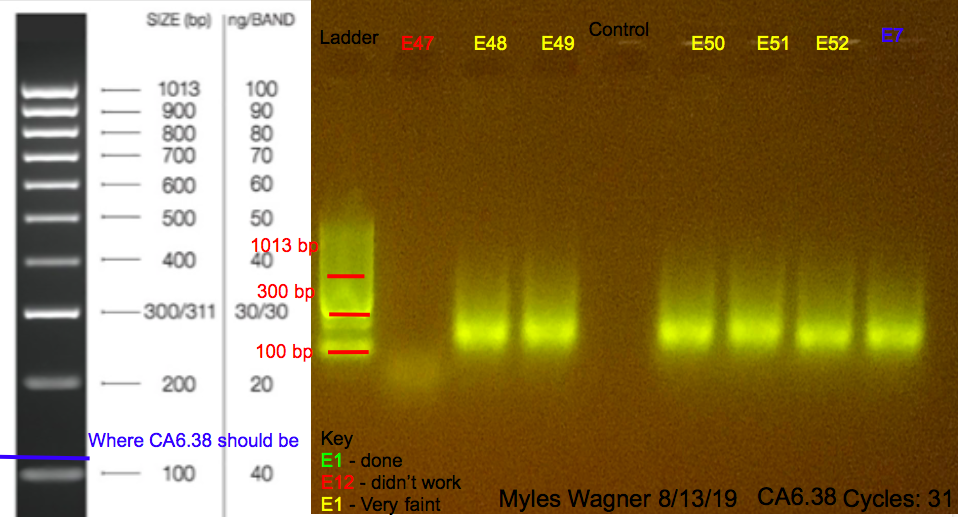 SIZE (bp) ng/BAND
1013 100
900 90
800 80
700 70
600 60
500 50
400 40
300/311 30/30
200 20
Where CA6.38 should be
100 40
Ladder E47 E48 E49 Control E50 E51 E52 E7
1013 bp
300 bp
100 bp
Key
E1 - done
E12 - didn't work
E1 - Very faint
Myles Wagner 8/13/19 CA6.38 Cycles: 31